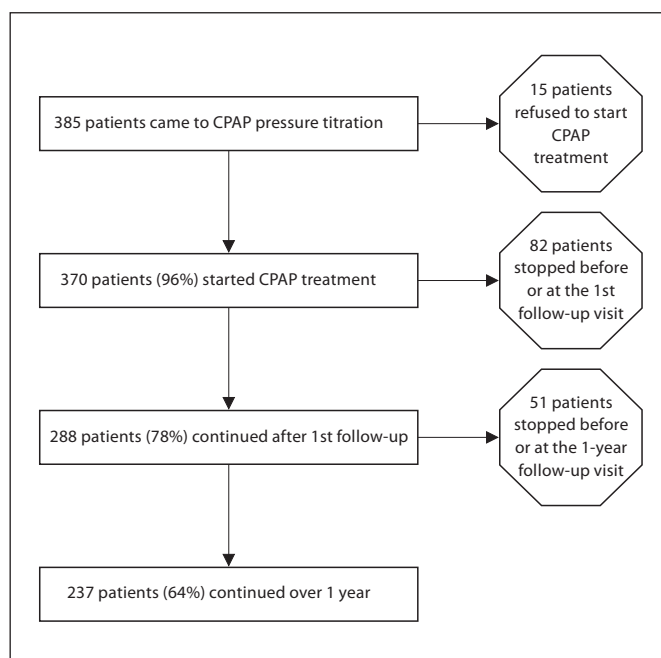 385 patients came to CPAP pressure titration
15 patients
refused to start
CPAP
treatment
370 patients (96%) started CPAP treatment
82 patients
stopped before
or at the 1st
follow-up visit
288 patients (78%) continued after 1st follow-up
51 patients
stopped before
or at the 1-year
follow-up visit
237 patients (64%) continued over 1 year